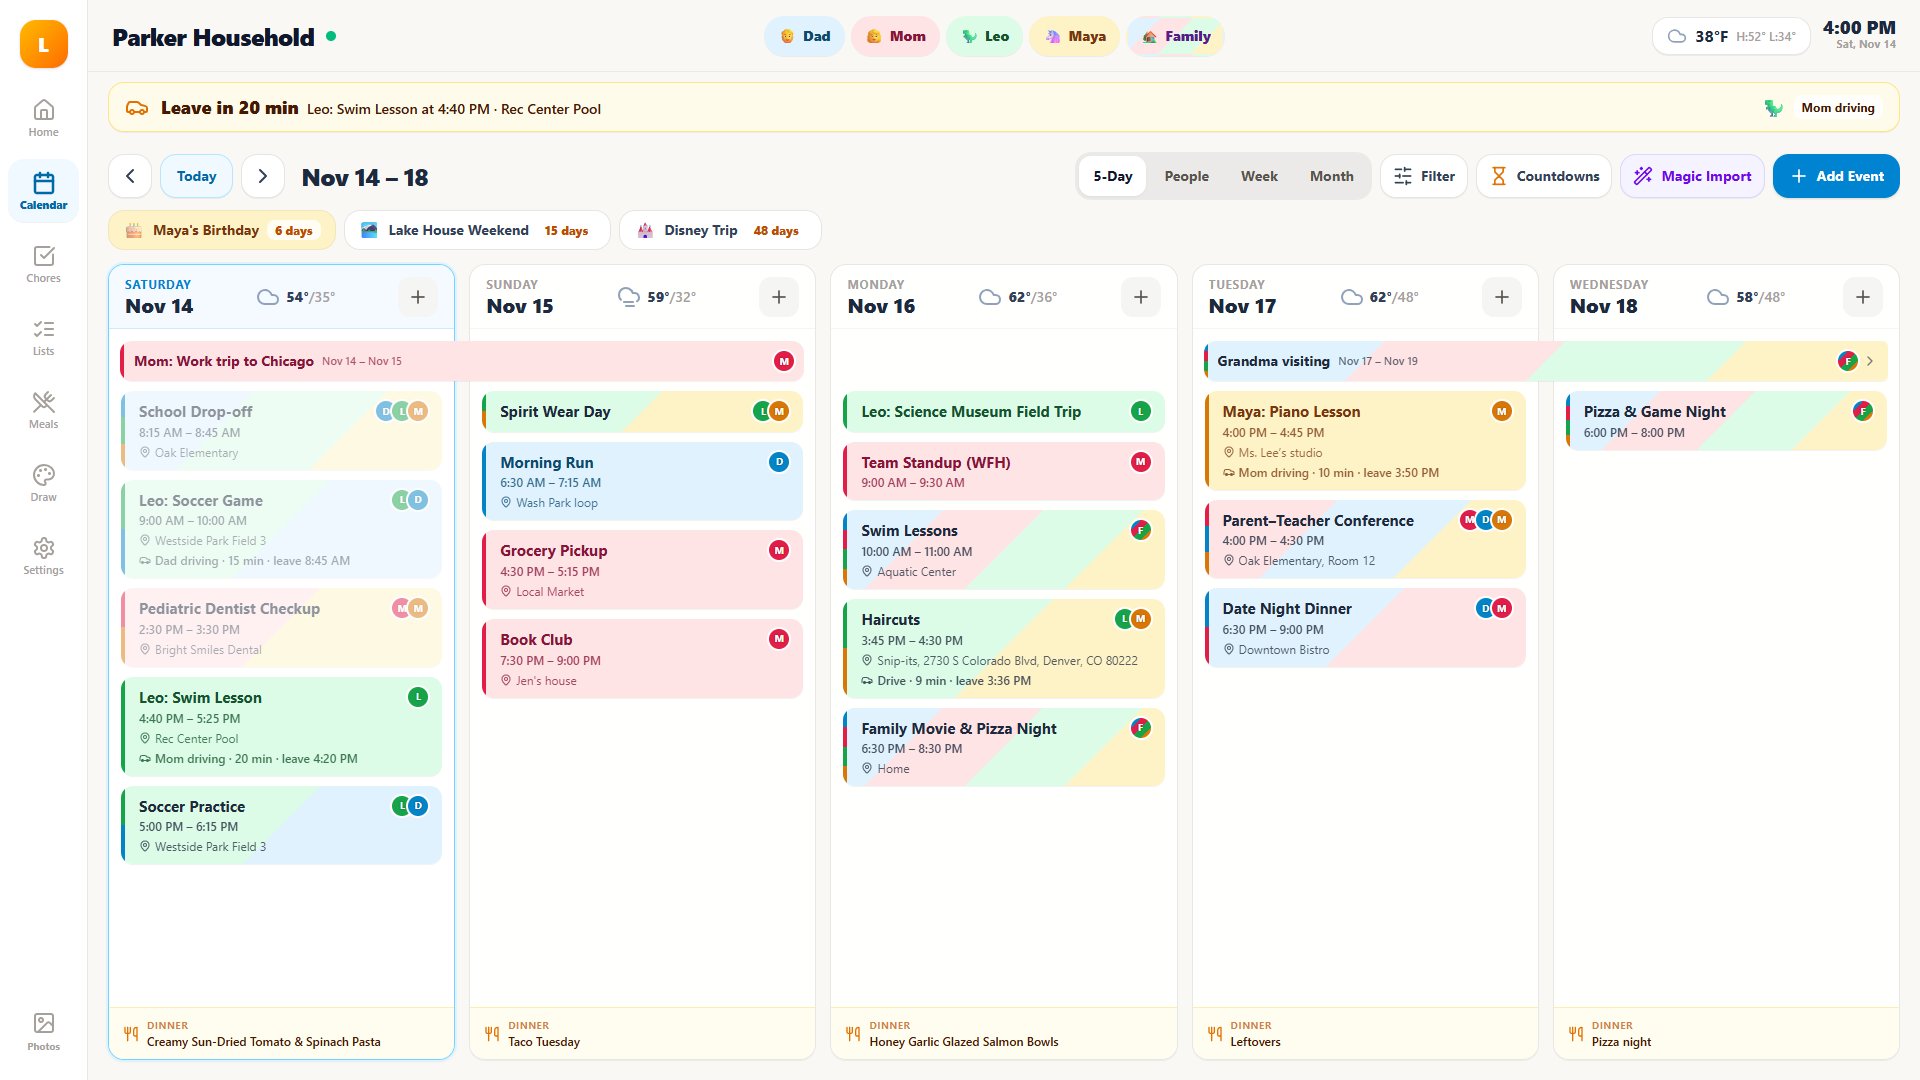 L
Parker Household
Dad
Mom
Leo
Maya
Family
38°F H:52° L:34°
4:00 PM
Sat, Nov 14
Home
Calendar
Chores
Lists
Meals
Draw
Settings
Photos
Leave in 20 min Leo: Swim Lesson at 4:40 PM · Rec Center Pool
Mom driving
Today
Nov 14 – 18
5-Day
People
Week
Month
Filter
Countdowns
Magic Import
Add Event
Maya's Birthday 6 days
Lake House Weekend 15 days
Disney Trip 48 days
SATURDAY
Nov 14
54°/35°
Mom: Work trip to Chicago Nov 14 – Nov 15
M
School Drop-off
D L M
8:15 AM – 8:45 AM
Oak Elementary
Leo: Soccer Game
L D
9:00 AM – 10:00 AM
Westside Park Field 3
Dad driving · 15 min · leave 8:45 AM
Pediatric Dentist Checkup
M M
2:30 PM – 3:30 PM
Bright Smiles Dental
Leo: Swim Lesson
L
4:40 PM – 5:25 PM
Rec Center Pool
Mom driving · 20 min · leave 4:20 PM
Soccer Practice
L D
5:00 PM – 6:15 PM
Westside Park Field 3
DINNER
Creamy Sun-Dried Tomato & Spinach Pasta
SUNDAY
Nov 15
59°/32°
Spirit Wear Day
L M
Morning Run
D
6:30 AM – 7:15 AM
Wash Park loop
Grocery Pickup
M
4:30 PM – 5:15 PM
Local Market
Book Club
M
7:30 PM – 9:00 PM
Jen's house
DINNER
Taco Tuesday
MONDAY
Nov 16
62°/36°
Leo: Science Museum Field Trip
L
Team Standup (WFH)
M
9:00 AM – 9:30 AM
Swim Lessons
F
10:00 AM – 11:00 AM
Aquatic Center
Haircuts
L M
3:45 PM – 4:30 PM
Snip-its, 2730 S Colorado Blvd, Denver, CO 80222
Drive · 9 min · leave 3:36 PM
Family Movie & Pizza Night
F
6:30 PM – 8:30 PM
Home
DINNER
Honey Garlic Glazed Salmon Bowls
TUESDAY
Nov 17
62°/48°
Grandma visiting Nov 17 – Nov 19
F
Maya: Piano Lesson
M
4:00 PM – 4:45 PM
Ms. Lee's studio
Mom driving · 10 min · leave 3:50 PM
Parent–Teacher Conference
M D M
4:00 PM – 4:30 PM
Oak Elementary, Room 12
Date Night Dinner
D M
6:30 PM – 9:00 PM
Downtown Bistro
DINNER
Leftovers
WEDNESDAY
Nov 18
58°/48°
Pizza & Game Night
F
6:00 PM – 8:00 PM
DINNER
Pizza night